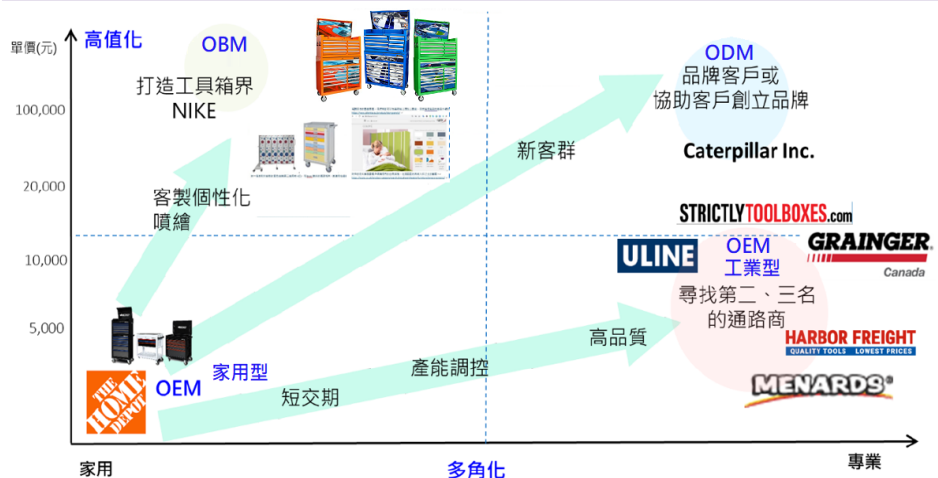 單價(元)
高值化
OBM
打造工具箱界
NIKE
ODM
品牌客戶或
協助客戶創立品牌
100,000
新客群
Caterpillar Inc.
20,000
客製個性化
噴繪
STRICTLYTOOLBOXES.com
10,000
ULINE
OEM
工業型
GRAINGER
Canada
尋找第二、三名
的通路商
5,000
高品質
HARBOR FREIGHT
QUALITY TOOLS LOWEST PRICES
產能調控
家用型
OEM
短交期
THE
HOME
DEPOT
MENARDS®
家用
多角化
專業